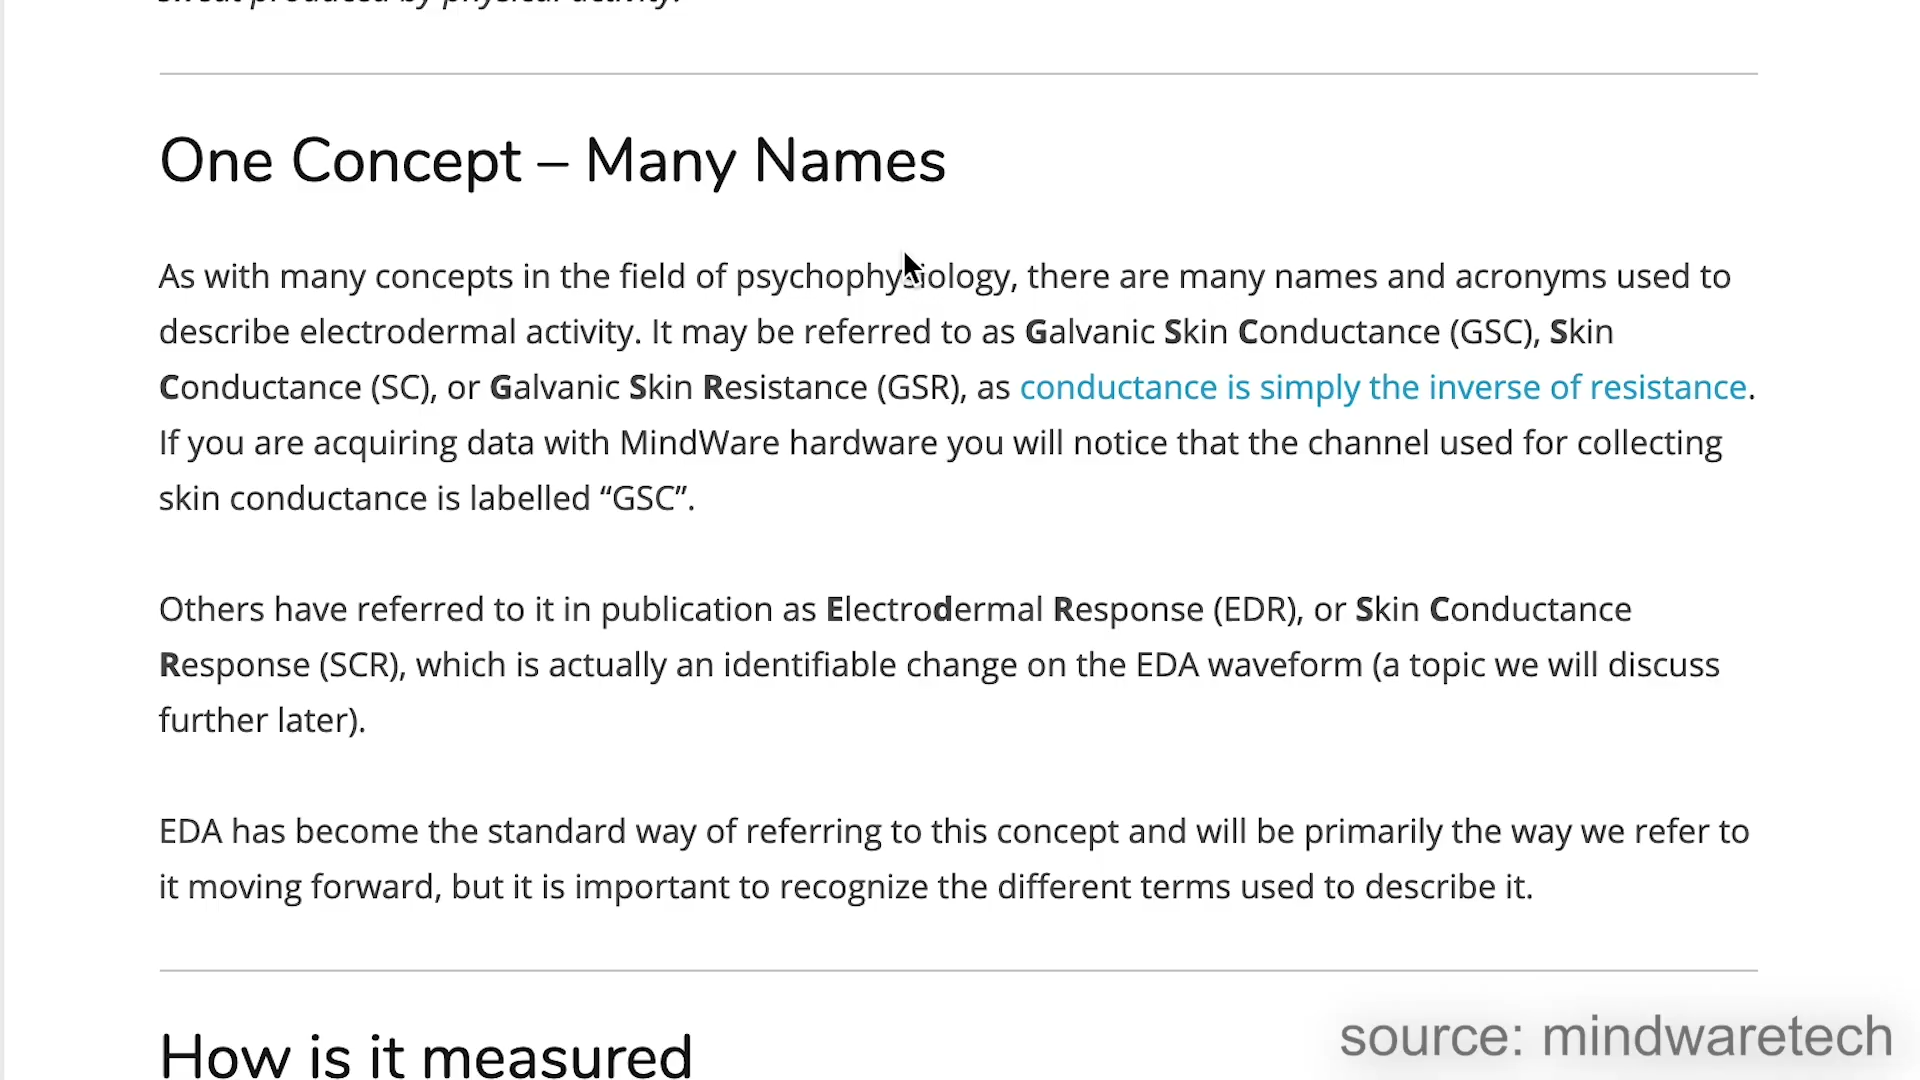 sweat produced by physical activity.
One Concept – Many Names
As with many concepts in the field of psychophysiology, there are many names and acronyms used to
describe electrodermal activity. It may be referred to as Galvanic Skin Conductance (GSC), Skin
Conductance (SC), or Galvanic Skin Resistance (GSR), as conductance is simply the inverse of resistance.
If you are acquiring data with MindWare hardware you will notice that the channel used for collecting
skin conductance is labelled “GSC”.
Others have referred to it in publication as Electrodermal Response (EDR), or Skin Conductance
Response (SCR), which is actually an identifiable change on the EDA waveform (a topic we will discuss
further later).
EDA has become the standard way of referring to this concept and will be primarily the way we refer to
it moving forward, but it is important to recognize the different terms used to describe it.
How is it measured
source: mindwaretech